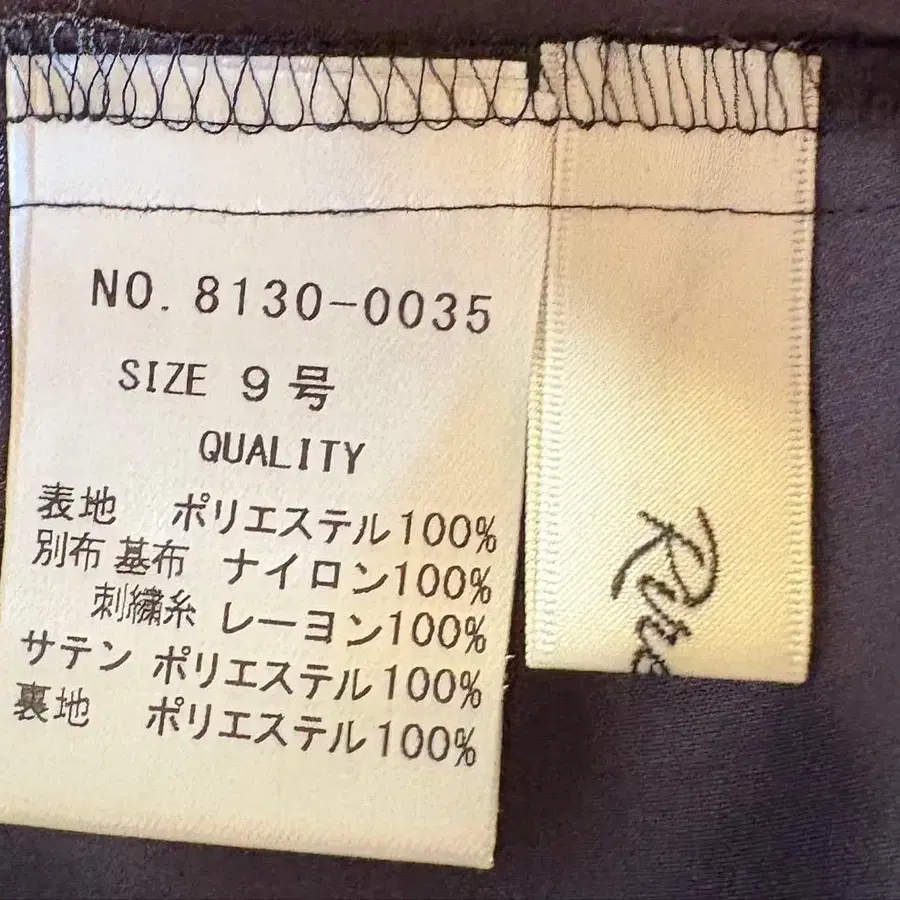 NO. 8130-0035
SIZE 9号
QUALITY
表地 ポリエステル100%
別布 基布 ナイロン100%
刺繍糸 レーヨン100%
サテン ポリエステル100%
裏地 ポリエステル100%